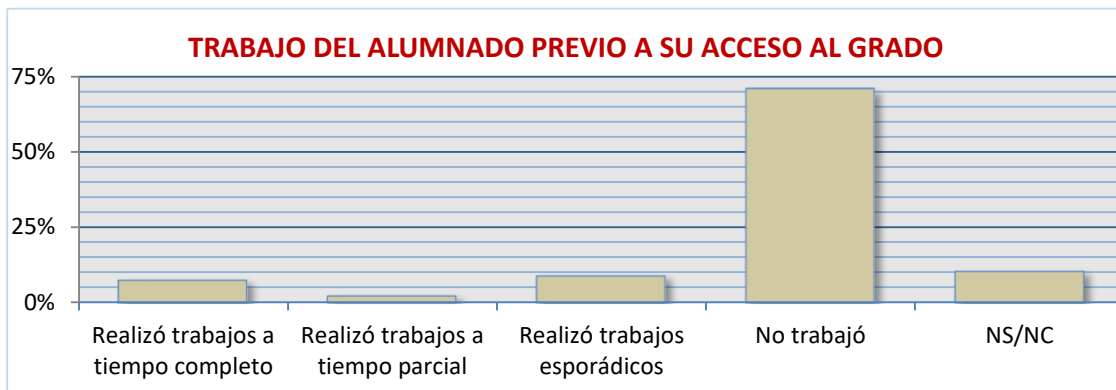 TRABAJO DEL ALUMNADO PREVIO A SU ACCESO AL GRADO
75%
50%
25%
0%
Realizó trabajos a
tiempo completo
Realizó trabajos a
tiempo parcial
Realizó trabajos
esporádicos
No trabajó
NS/NC